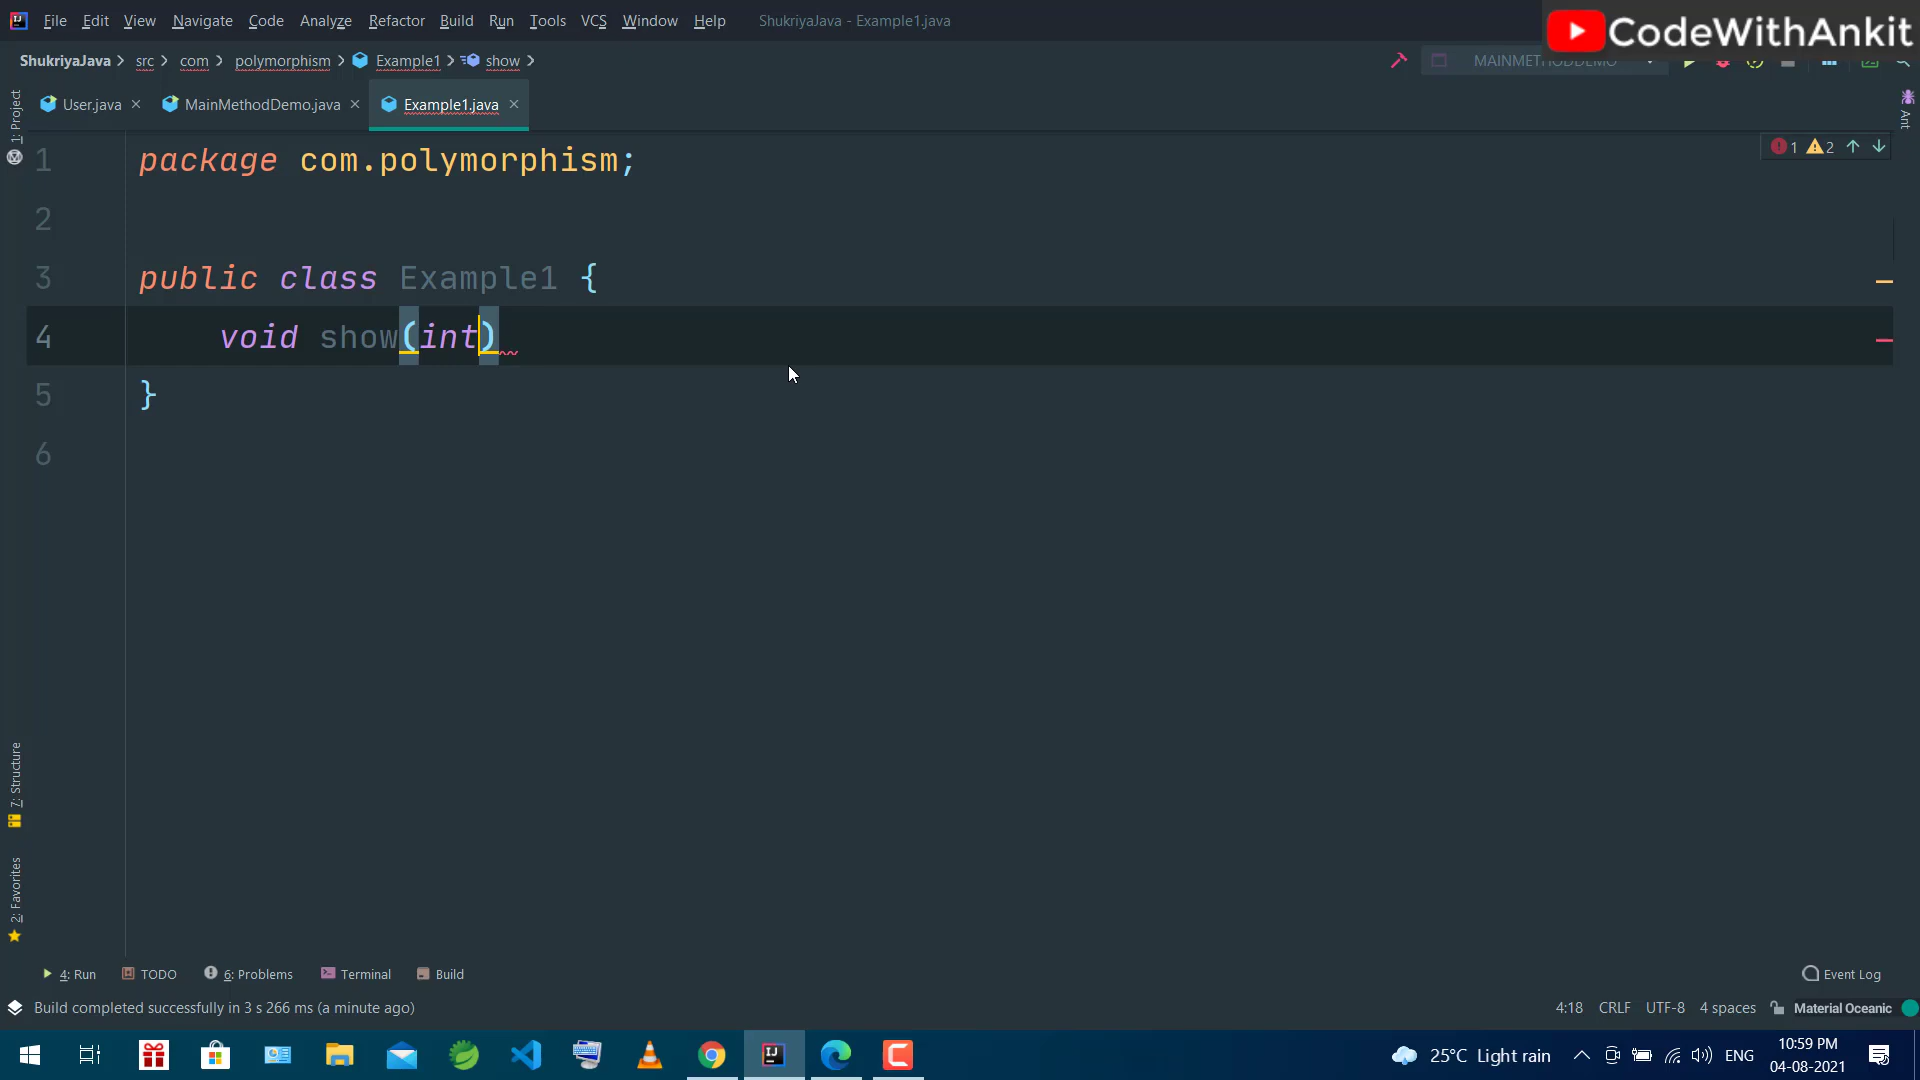 File Edit View Navigate Code Analyze Refactor Build Run Tools VCS Window Help ShukriyaJava - Example1.java
CodeWithAnkit
ShukriyaJava src com polymorphism Example1 show
MAINMETHODDEMO
User.java MainMethodDemo.java Example1.java
1: Project
Ant
1 2
1 package com.polymorphism;
2
3 public class Example1 {
4 void show(int)
5 }
6
7: Structure
2: Favorites
4: Run TODO 6: Problems Terminal Build Event Log
Build completed successfully in 3 s 266 ms (a minute ago) 4:18 CRLF UTF-8 4 spaces Material Oceanic
25°C Light rain ENG 10:59 PM
04-08-2021